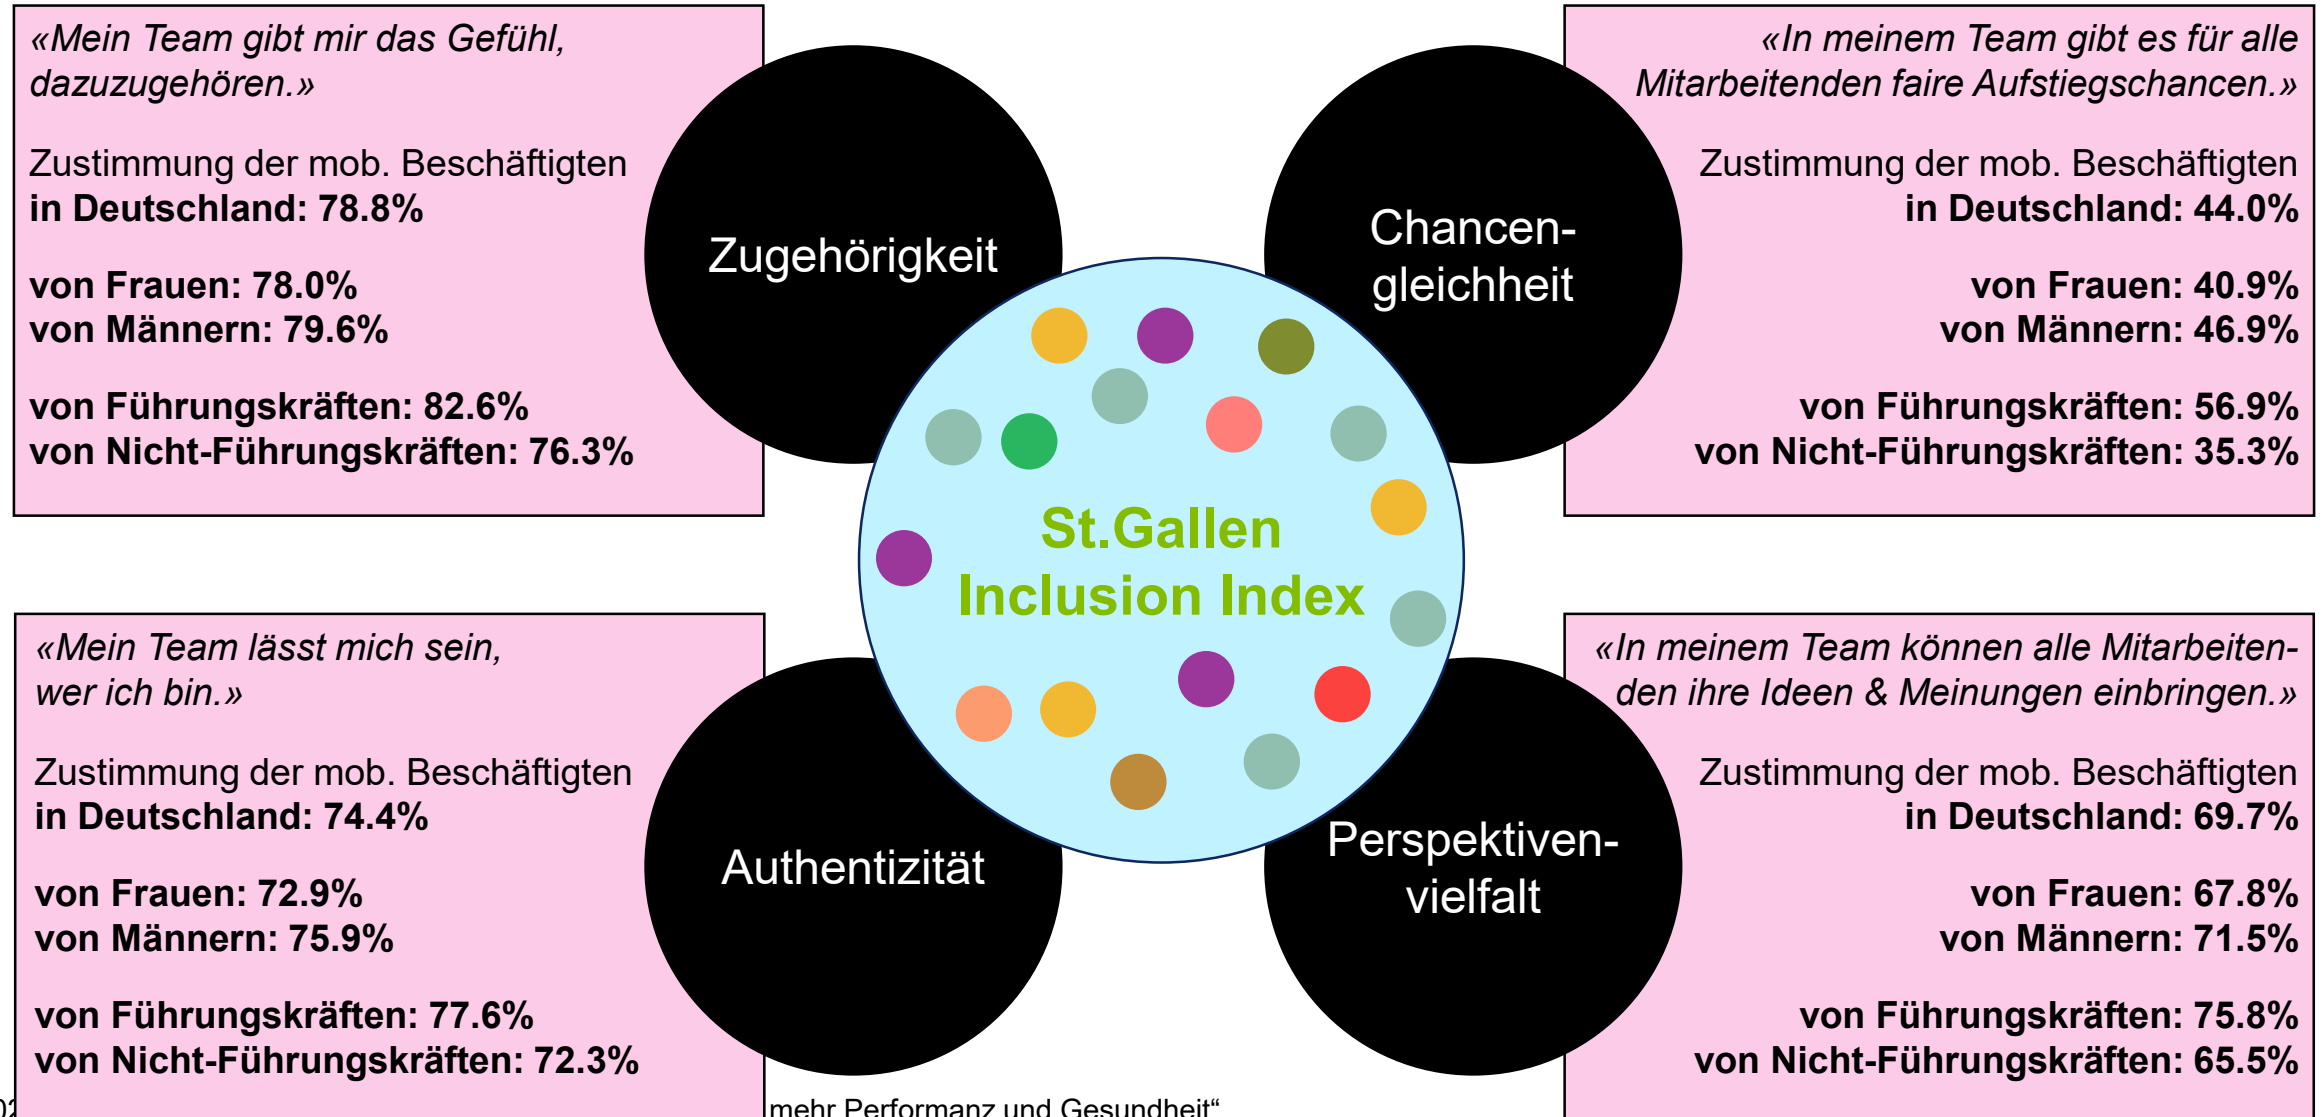 «Mein Team gibt mir das Gefühl,
dazuzugehören.»
Zustimmung der mob. Beschäftigten
in Deutschland: 78.8%
von Frauen: 78.0%
von Männern: 79.6%
von Führungskräften: 82.6%
von Nicht-Führungskräften: 76.3%
Zugehörigkeit
Chancen-
gleichheit
«In meinem Team gibt es für alle
Mitarbeitenden faire Aufstiegschancen.»
Zustimmung der mob. Beschäftigten
in Deutschland: 44.0%
von Frauen: 40.9%
von Männern: 46.9%
von Führungskräften: 56.9%
von Nicht-Führungskräften: 35.3%
St.Gallen
Inclusion Index
«Mein Team lässt mich sein,
wer ich bin.»
Zustimmung der mob. Beschäftigten
in Deutschland: 74.4%
von Frauen: 72.9%
von Männern: 75.9%
von Führungskräften: 77.6%
von Nicht-Führungskräften: 72.3%
Authentizität
Perspektiven-
vielfalt
«In meinem Team können alle Mitarbeiten-
den ihre Ideen & Meinungen einbringen.»
Zustimmung der mob. Beschäftigten
in Deutschland: 69.7%
von Frauen: 67.8%
von Männern: 71.5%
von Führungskräften: 75.8%
von Nicht-Führungskräften: 65.5%
mehr Performanz und Gesundheit“